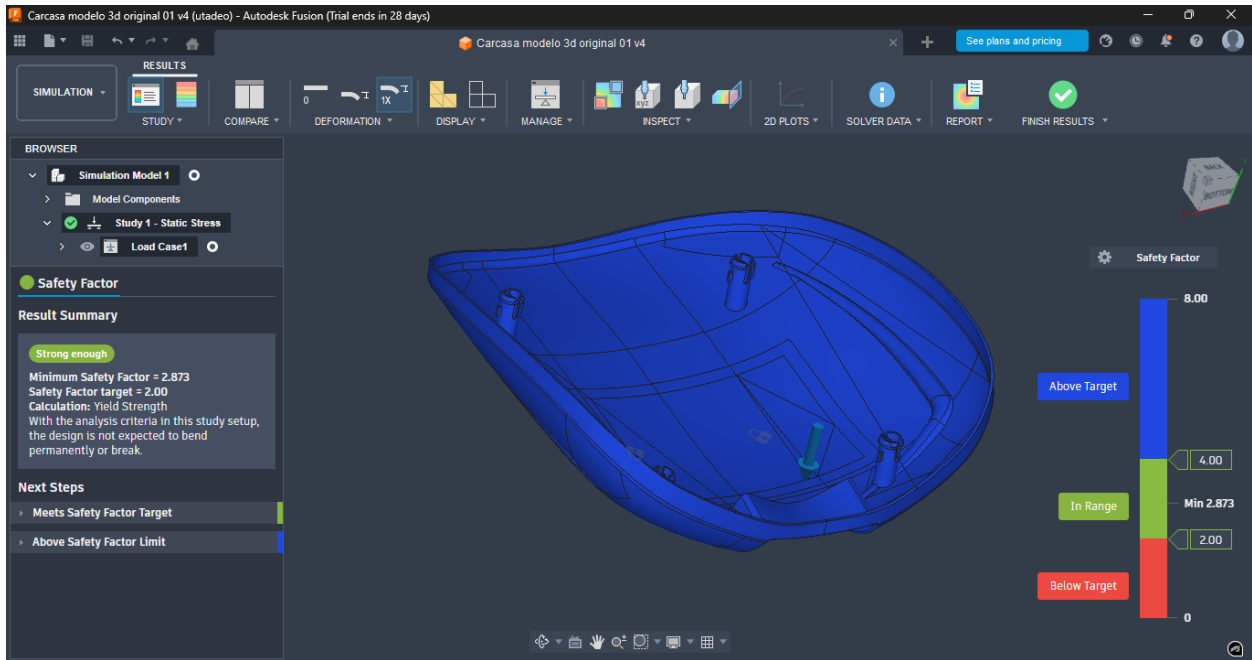 Carcasa modelo 3d original 01 v4 (utadeo) - Autodesk Fusion (Trial ends in 28 days)
Carcasa modelo 3d original 01 v4
See plans and pricing
SIMULATION
RESULTS
0
1X
xyz
STUDY
COMPARE
DEFORMATION
DISPLAY
MANAGE
INSPECT
2D PLOTS
SOLVER DATA
REPORT
FINISH RESULTS
BROWSER
Simulation Model 1
Model Components
Study 1 - Static Stress
Load Case1
Safety Factor
Result Summary
Strong enough
Minimum Safety Factor = 2.873
Safety Factor target = 2.00
Calculation: Yield Strength
With the analysis criteria in this study setup,
the design is not expected to bend
permanently or break.
Next Steps
Meets Safety Factor Target
Above Safety Factor Limit
BACK
BOTTOM
Safety Factor
8.00
Above Target
4.00
In Range
Min 2.873
2.00
Below Target
0